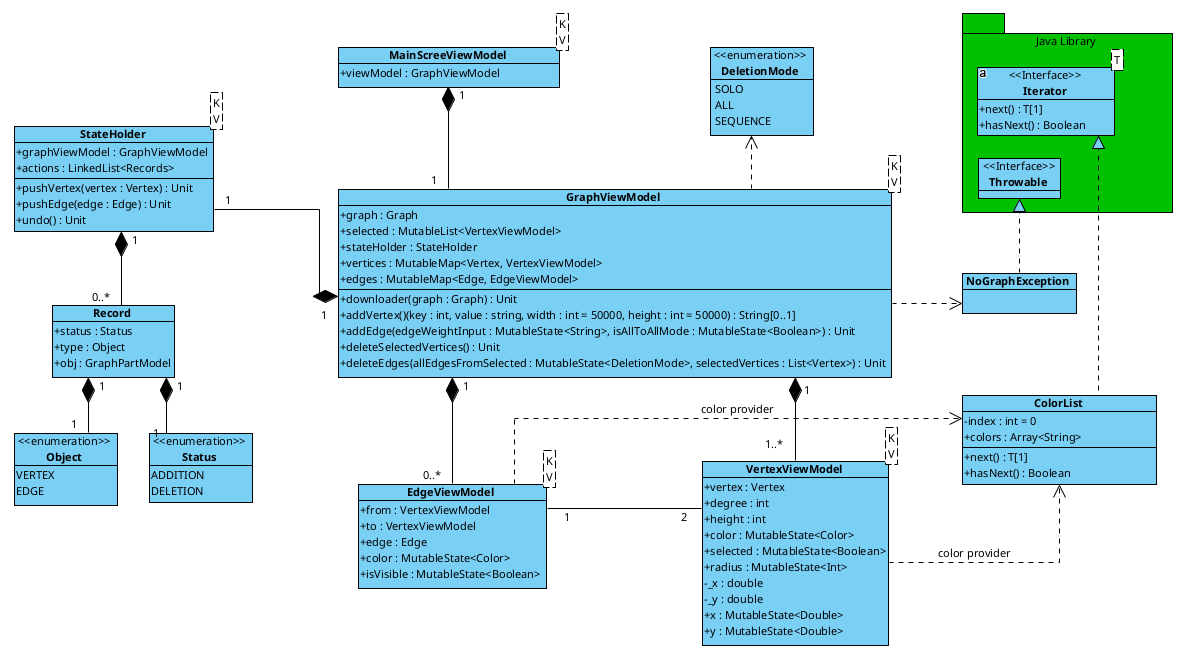 K
V
MainScreeViewModel
+viewModel : GraphViewModel
1
1
<<enumeration>>
DeletionMode
SOLO
ALL
SEQUENCE
Java Library
T
a
<<Interface>>
Iterator
+next() : T[1]
+hasNext() : Boolean
<<Interface>>
Throwable
K
V
StateHolder
+graphViewModel : GraphViewModel
+actions : LinkedList<Records>
+pushVertex(vertex : Vertex) : Unit
+pushEdge(edge : Edge) : Unit
+undo() : Unit
1
1
1
0..*
K
V
GraphViewModel
+graph : Graph
+selected : MutableList<VertexViewModel>
+stateHolder : StateHolder
+vertices : MutableMap<Vertex, VertexViewModel>
+edges : MutableMap<Edge, EdgeViewModel>
+downloader(graph : Graph) : Unit
+addVertex()(key : int, value : string, width : int = 50000, height : int = 50000) : String[0..1]
+addEdge(edgeWeightInput : MutableState<String>, isAllToAllMode : MutableState<Boolean>) : Unit
+deleteSelectedVertices() : Unit
+deleteEdges(allEdgesFromSelected : MutableState<DeletionMode>, selectedVertices : List<Vertex>) : Unit
NoGraphException
Record
+status : Status
+type : Object
+obj : GraphPartModel
1
1
1
1
<<enumeration>>
Object
VERTEX
EDGE
<<enumeration>>
Status
ADDITION
DELETION
1
0..*
1
1..*
color provider
ColorList
-index : int = 0
+colors : Array<String>
+next() : T[1]
+hasNext() : Boolean
K
V
EdgeViewModel
+from : VertexViewModel
+to : VertexViewModel
+edge : Edge
+color : MutableState<Color>
+isVisible : MutableState<Boolean>
1
2
K
V
VertexViewModel
+vertex : Vertex
+degree : int
+height : int
+color : MutableState<Color>
+selected : MutableState<Boolean>
+radius : MutableState<Int>
-_x : double
-_y : double
+x : MutableState<Double>
+y : MutableState<Double>
color provider